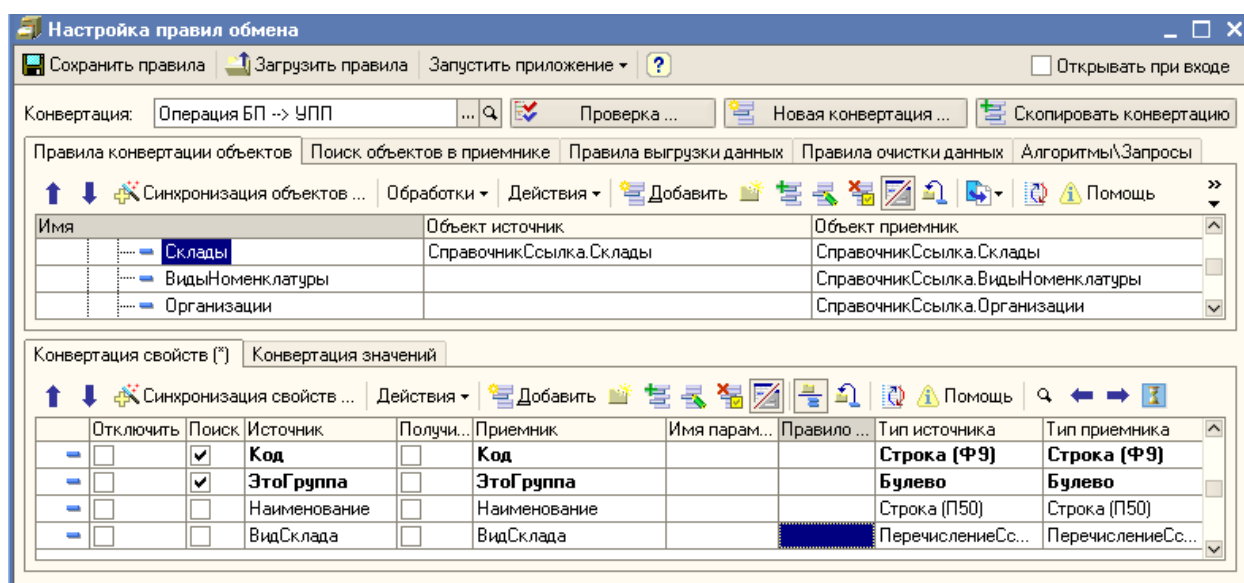 Настройка правил обмена
Сохранить правила Загрузить правила Запустить приложение ? Открывать при входе
Конвертация: Операция БП --> УПП ... Проверка ... Новая конвертация ... Скопировать конвертацию
Правила конвертации объектов Поиск объектов в приемнике Правила выгрузки данных Правила очистки данных Алгоритмы\Запросы
Синхронизация объектов ... Обработки Действия Добавить Помощь
Имя Объект источник Объект приемник
Склады СправочникСсылка.Склады СправочникСсылка.Склады
ВидыНоменклатуры СправочникСсылка.ВидыНоменклатуры
Организации СправочникСсылка.Организации
Конвертация свойств (*) Конвертация значений
Синхронизация свойств ... Действия Добавить Помощь
Отключить Поиск Источник Получи... Приемник Имя парам... Правило ... Тип источника Тип приемника
Код Код Строка (Ф9) Строка (Ф9)
ЭтоГруппа ЭтоГруппа Булево Булево
Наименование Наименование Строка (П50) Строка (П50)
ВидСклада ВидСклада ПеречислениеСс... ПеречислениеСс...